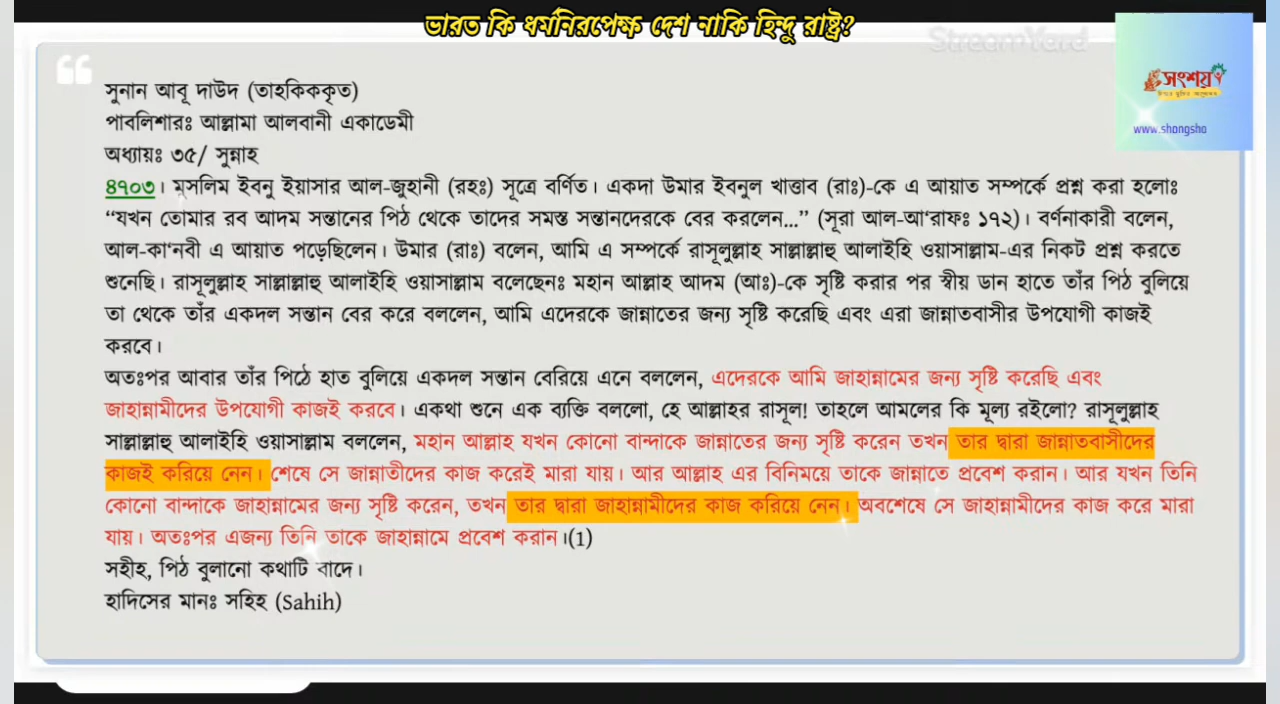 ভারত কি ধর্মনিরপেক্ষ দেশ নাকি হিন্দু রাষ্ট্র?
StreamYard
সংশয়
www.shongsho
সুনান আবূ দাউদ (তাহকিককৃত)
পাবলিশারঃ আল্লামা আলবানী একাডেমী
অধ্যায়ঃ ৩৫/ সুন্নাহ
৪৭০৩। মুসলিম ইবনু ইয়াসার আল-জুহানী (রহঃ) সূত্রে বর্ণিত। একদা উমার ইবনুল খাত্তাব (রাঃ)-কে এ আয়াত সম্পর্কে প্রশ্ন করা হলোঃ
“যখন তোমার রব আদম সন্তানের পিঠ থেকে তাদের সমস্ত সন্তানদেরকে বের করলেন...” (সূরা আল-আ‘রাফঃ ১৭২)। বর্ণনাকারী বলেন,
আল-কা‘নবী এ আয়াত পড়েছিলেন। উমার (রাঃ) বলেন, আমি এ সম্পর্কে রাসূলুল্লাহ সাল্লাল্লাহু আলাইহি ওয়াসাল্লাম-এর নিকট প্রশ্ন করতে
শুনেছি। রাসূলুল্লাহ সাল্লাল্লাহু আলাইহি ওয়াসাল্লাম বলেছেনঃ মহান আল্লাহ আদম (আঃ)-কে সৃষ্টি করার পর স্বীয় ডান হাতে তাঁর পিঠ বুলিয়ে
তা থেকে তাঁর একদল সন্তান বের করে বললেন, আমি এদেরকে জান্নাতের জন্য সৃষ্টি করেছি এবং এরা জান্নাতবাসীর উপযোগী কাজই
করবে।
অতঃপর আবার তাঁর পিঠে হাত বুলিয়ে একদল সন্তান বেরিয়ে এনে বললেন, এদেরকে আমি জাহান্নামের জন্য সৃষ্টি করেছি এবং
জাহান্নামীদের উপযোগী কাজই করবে। একথা শুনে এক ব্যক্তি বললো, হে আল্লাহর রাসূল! তাহলে আমলের কি মূল্য রইলো? রাসূলুল্লাহ
সাল্লাল্লাহু আলাইহি ওয়াসাল্লাম বললেন, মহান আল্লাহ যখন কোনো বান্দাকে জান্নাতের জন্য সৃষ্টি করেন তখন তার দ্বারা জান্নাতবাসীদের
কাজই করিয়ে নেন। শেষে সে জান্নাতীদের কাজ করেই মারা যায়। আর আল্লাহ এর বিনিময়ে তাকে জান্নাতে প্রবেশ করান। আর যখন তিনি
কোনো বান্দাকে জাহান্নামের জন্য সৃষ্টি করেন, তখন তার দ্বারা জাহান্নামীদের কাজ করিয়ে নেন। অবশেষে সে জাহান্নামীদের কাজ করে মারা
যায়। অতঃপর এজন্য তিনি তাকে জাহান্নামে প্রবেশ করান।(1)
সহীহ, পিঠ বুলানো কথাটি বাদে।
হাদিসের মানঃ সহিহ (Sahih)